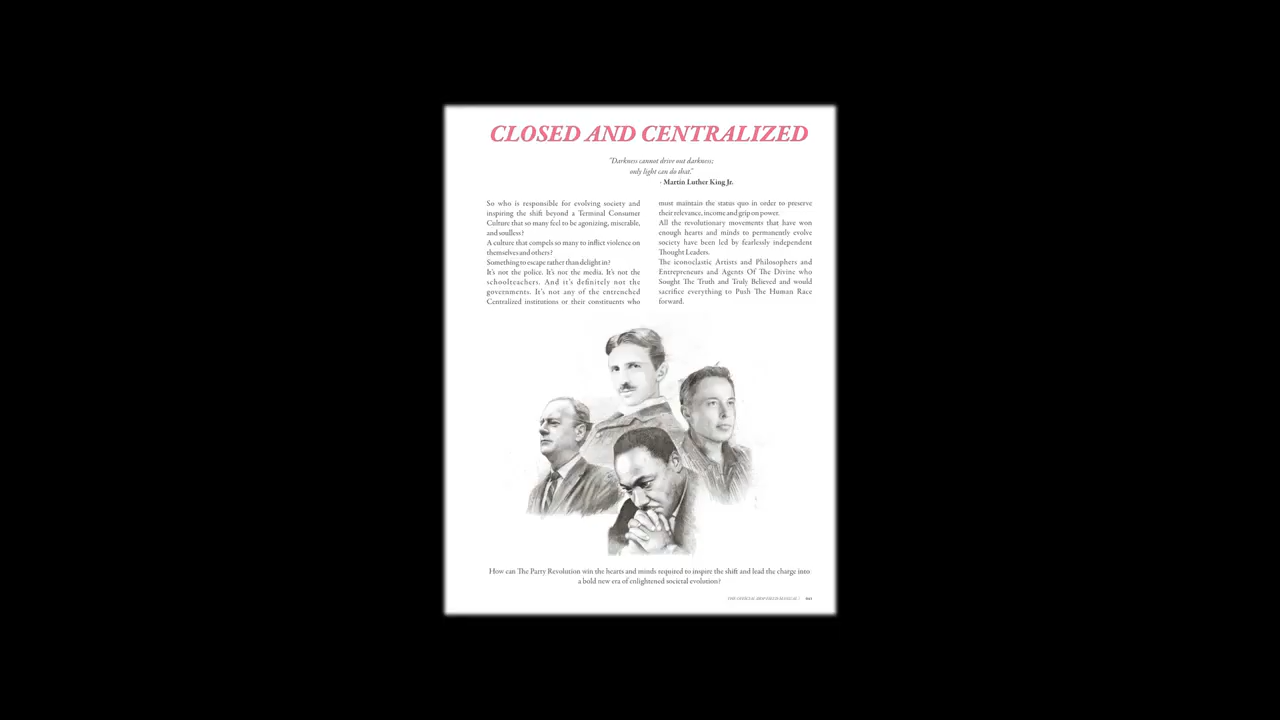 CLOSED AND CENTRALIZED
"Darkness cannot drive out darkness;
only light can do that."
- Martin Luther King Jr.
So who is responsible for evolving society and
inspiring the shift beyond a Terminal Consumer
Culture that so many feel to be agonizing, miserable,
and soulless?
A culture that compels so many to inflict violence on
themselves and others?
Something to escape rather than delight in?
It's not the police. It's not the media. It's not the
schoolteachers. And it's definitely not the
governments. It's not any of the entrenched
Centralized institutions or their constituents who
must maintain the status quo in order to preserve
their relevance, income and grip on power.
All the revolutionary movements that have won
enough hearts and minds to permanently evolve
society have been led by fearlessly independent
Thought Leaders.
The iconoclastic Artists and Philosophers and
Entrepreneurs and Agents Of The Divine who
Sought The Truth and Truly Believed and would
sacrifice everything to Push The Human Race
forward.
How can The Party Revolution win the hearts and minds required to inspire the shift and lead the charge into
a bold new era of enlightened societal evolution?
THE OFFICIAL